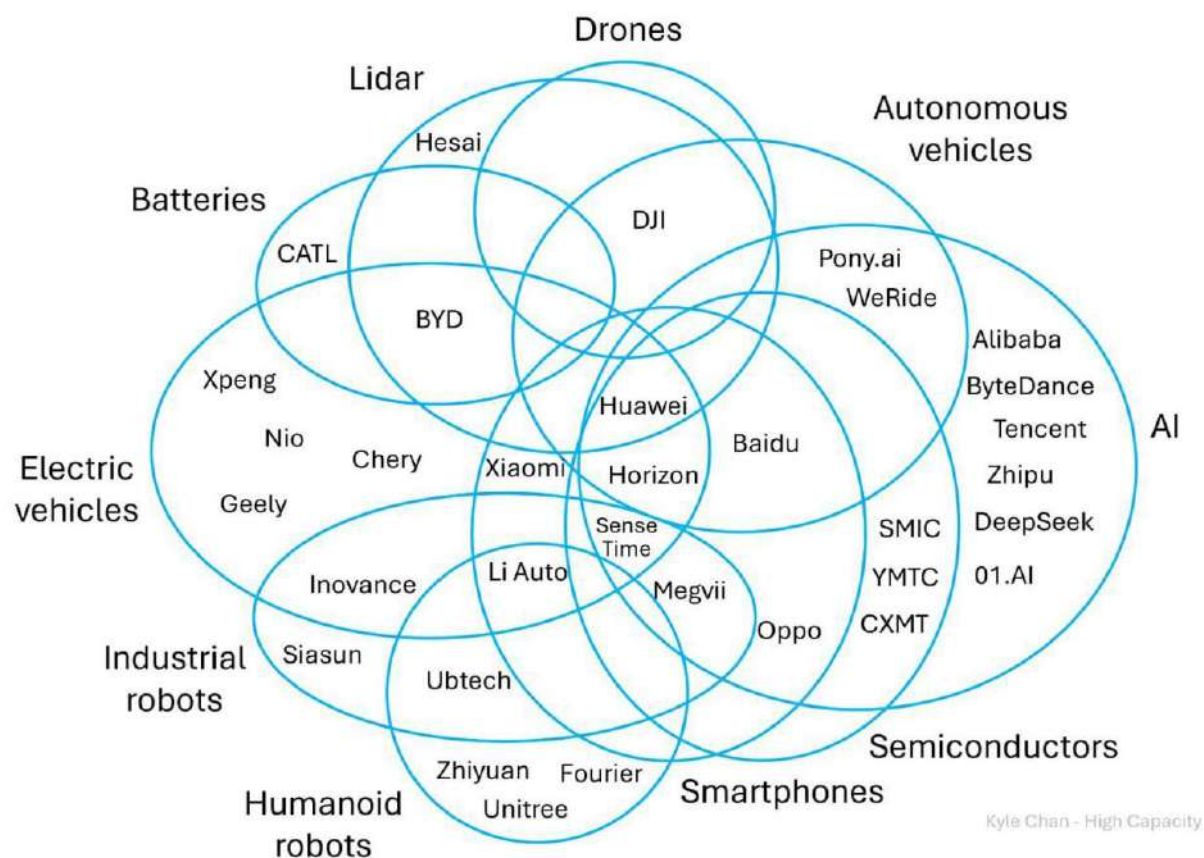 Drones
Lidar
Autonomous
vehicles
Hesai
Batteries
DJI
CATL
Pony.ai
WeRide
BYD
Alibaba
Xpeng
ByteDance
Huawei
Tencent
AI
Nio
Baidu
Chery
Xiaomi
Horizon
Zhipu
Electric
vehicles
Geely
DeepSeek
Sense
Time
SMIC
Inovance
Li Auto
YMTC
01.AI
Megvii
CXMT
Oppo
Industrial
robots
Siasun
Ubtech
Semiconductors
Zhiyuan
Fourier
Smartphones
Unitree
Humanoid
robots
Kyle Chan - High Capacity